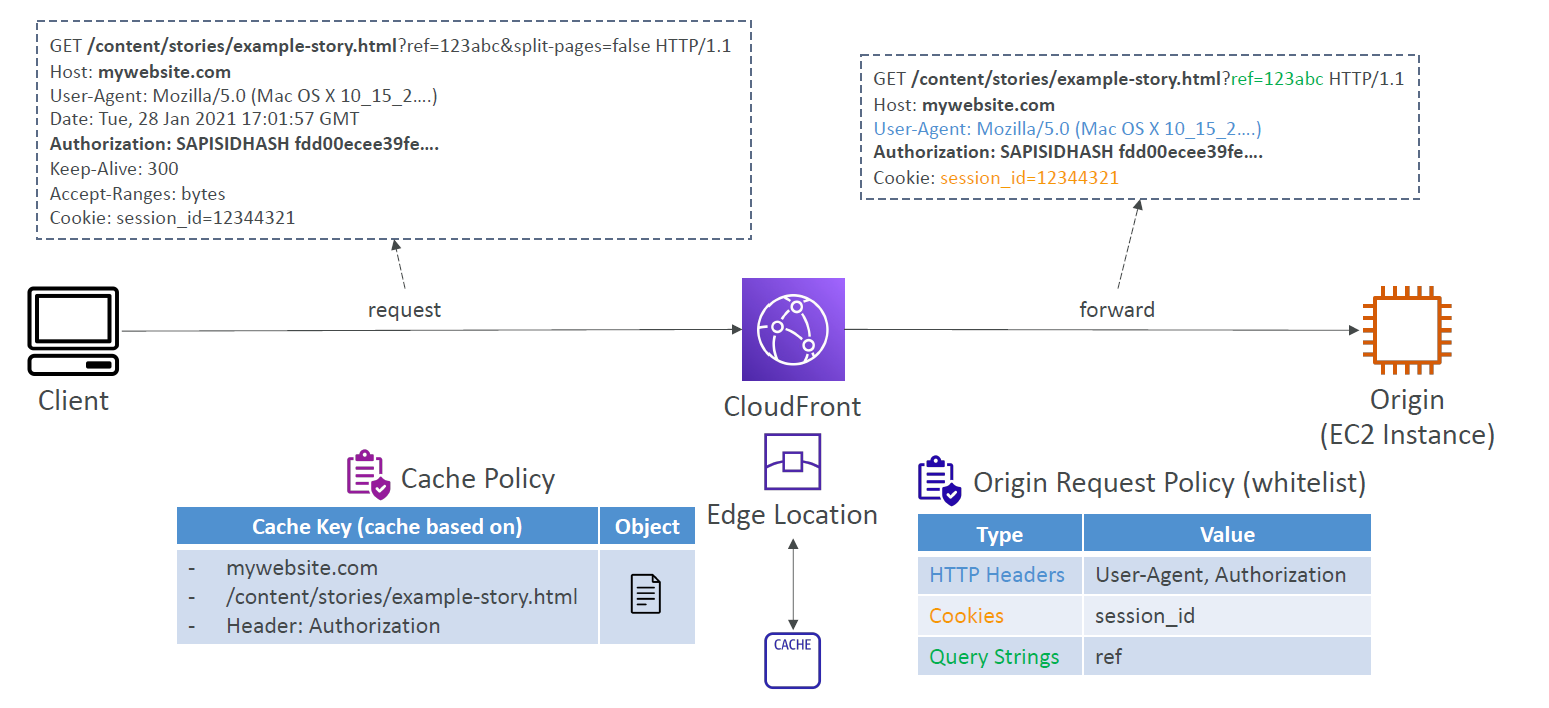 GET /content/stories/example-story.html?ref=123abc&split-pages=false HTTP/1.1
Host: mywebsite.com
User-Agent: Mozilla/5.0 (Mac OS X 10_15_2....)
Date: Tue, 28 Jan 2021 17:01:57 GMT
Authorization: SAPISIDHASH fdd00ecee39fe....
Keep-Alive: 300
Accept-Ranges: bytes
Cookie: session_id=12344321
GET /content/stories/example-story.html?ref=123abc HTTP/1.1
Host: mywebsite.com
User-Agent: Mozilla/5.0 (Mac OS X 10_15_2....)
Authorization: SAPISIDHASH fdd00ecee39fe....
Cookie: session_id=12344321
request
forward
Client
CloudFront
Origin
(EC2 Instance)
Cache Policy
Cache Key (cache based on) Object
- mywebsite.com
- /content/stories/example-story.html
- Header: Authorization
Edge Location
CACHE
Origin Request Policy (whitelist)
Type Value
HTTP Headers User-Agent, Authorization
Cookies session_id
Query Strings ref